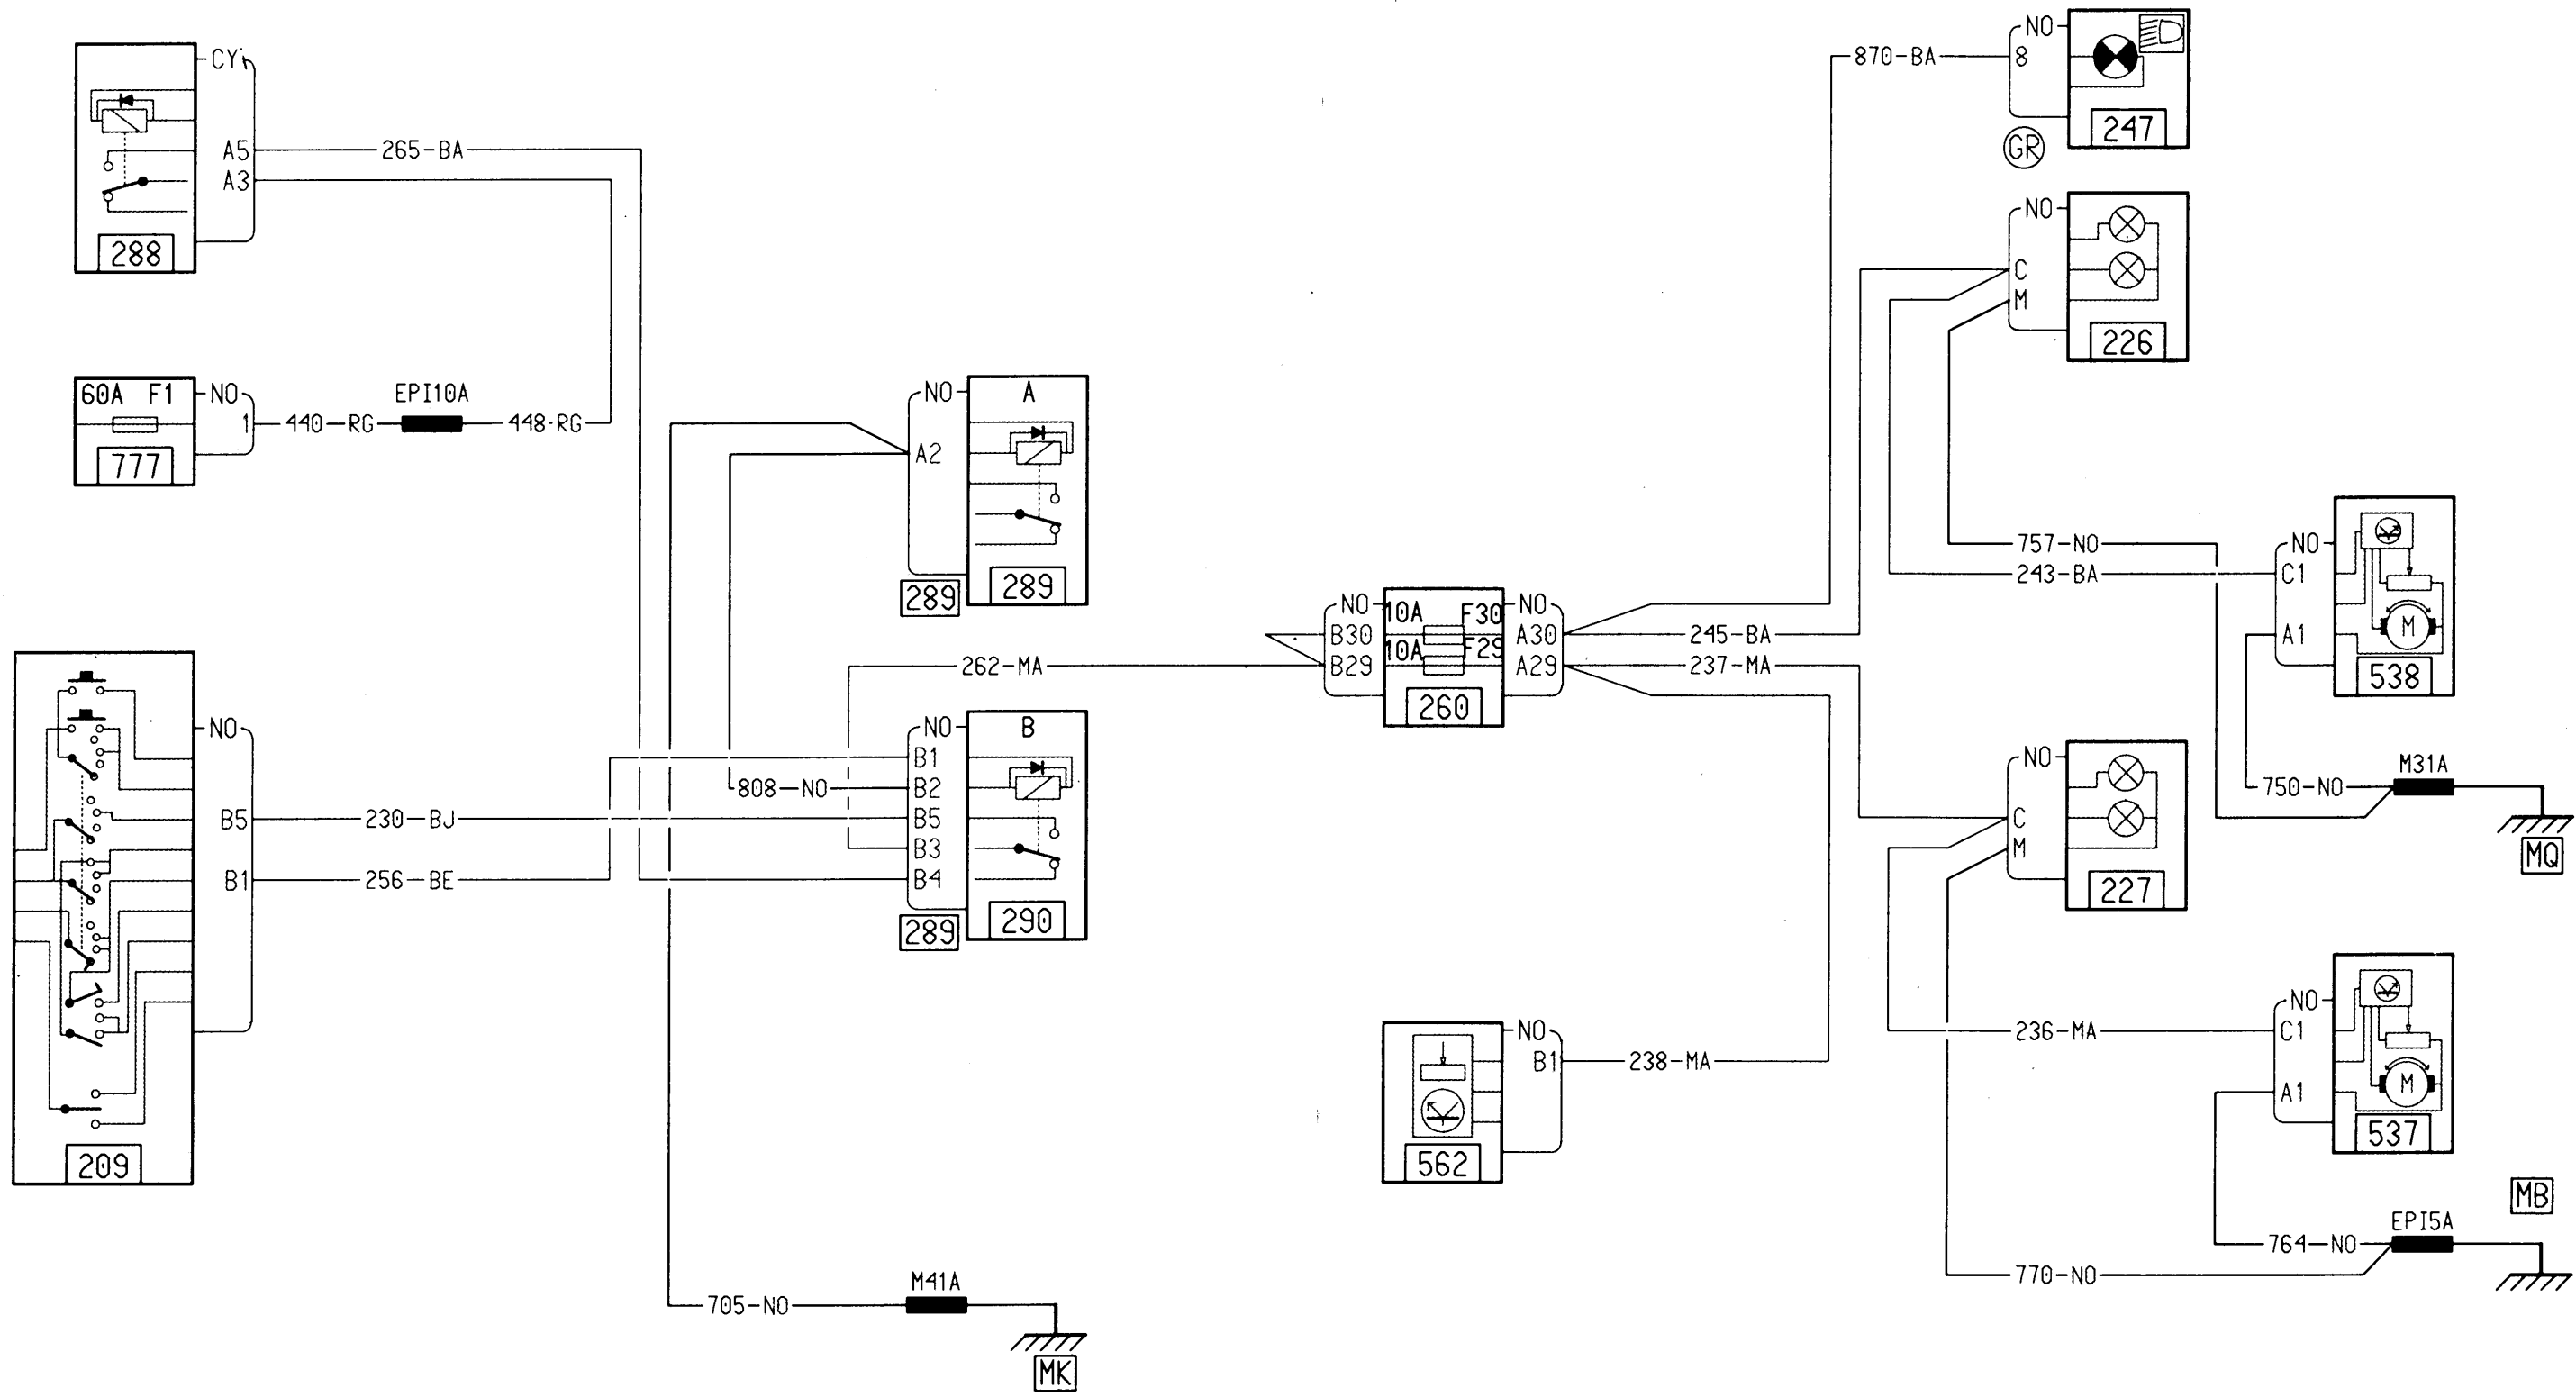 CY
A5
A3
265-BA
288
60A F1
NO
1
440-RG
EPI10A
448-RG
777
NO
B5
B1
230-BJ
256-BE
209
NO
A
A2
289
289
NO
B
B1
B2
B5
B3
B4
808-NO
262-MA
290
289
705-NO
M41A
MK
NO
B30
B29
10A F30
10A F29
260
NO
A30
A29
245-BA
237-MA
NO
B1
238-MA
562
870-BA
NO
8
247
GR
NO
C
M
226
757-NO
243-BA
NO
C1
A1
538
750-NO
M31A
MQ
NO
C
M
227
236-MA
NO
C1
A1
537
MB
764-NO
EPI5A
770-NO
M
M